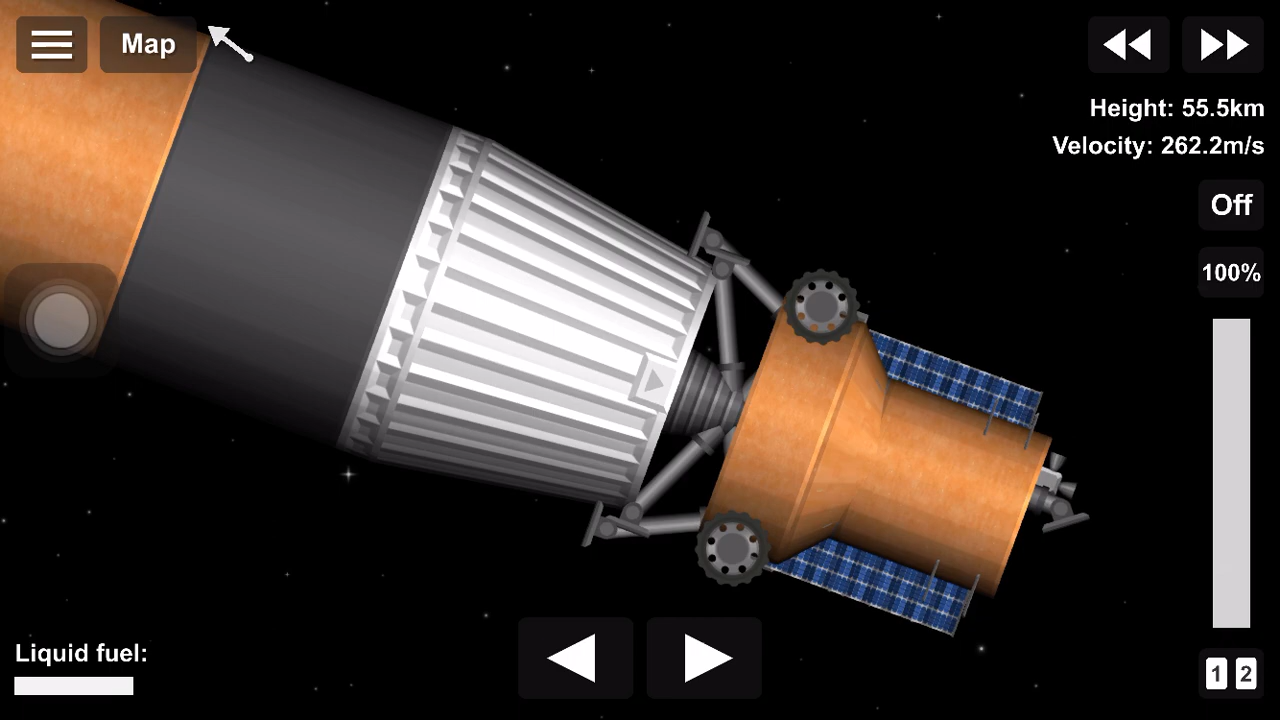 Map
Height: 55.5km
Velocity: 262.2m/s
Off
100%
Liquid fuel:
1 2